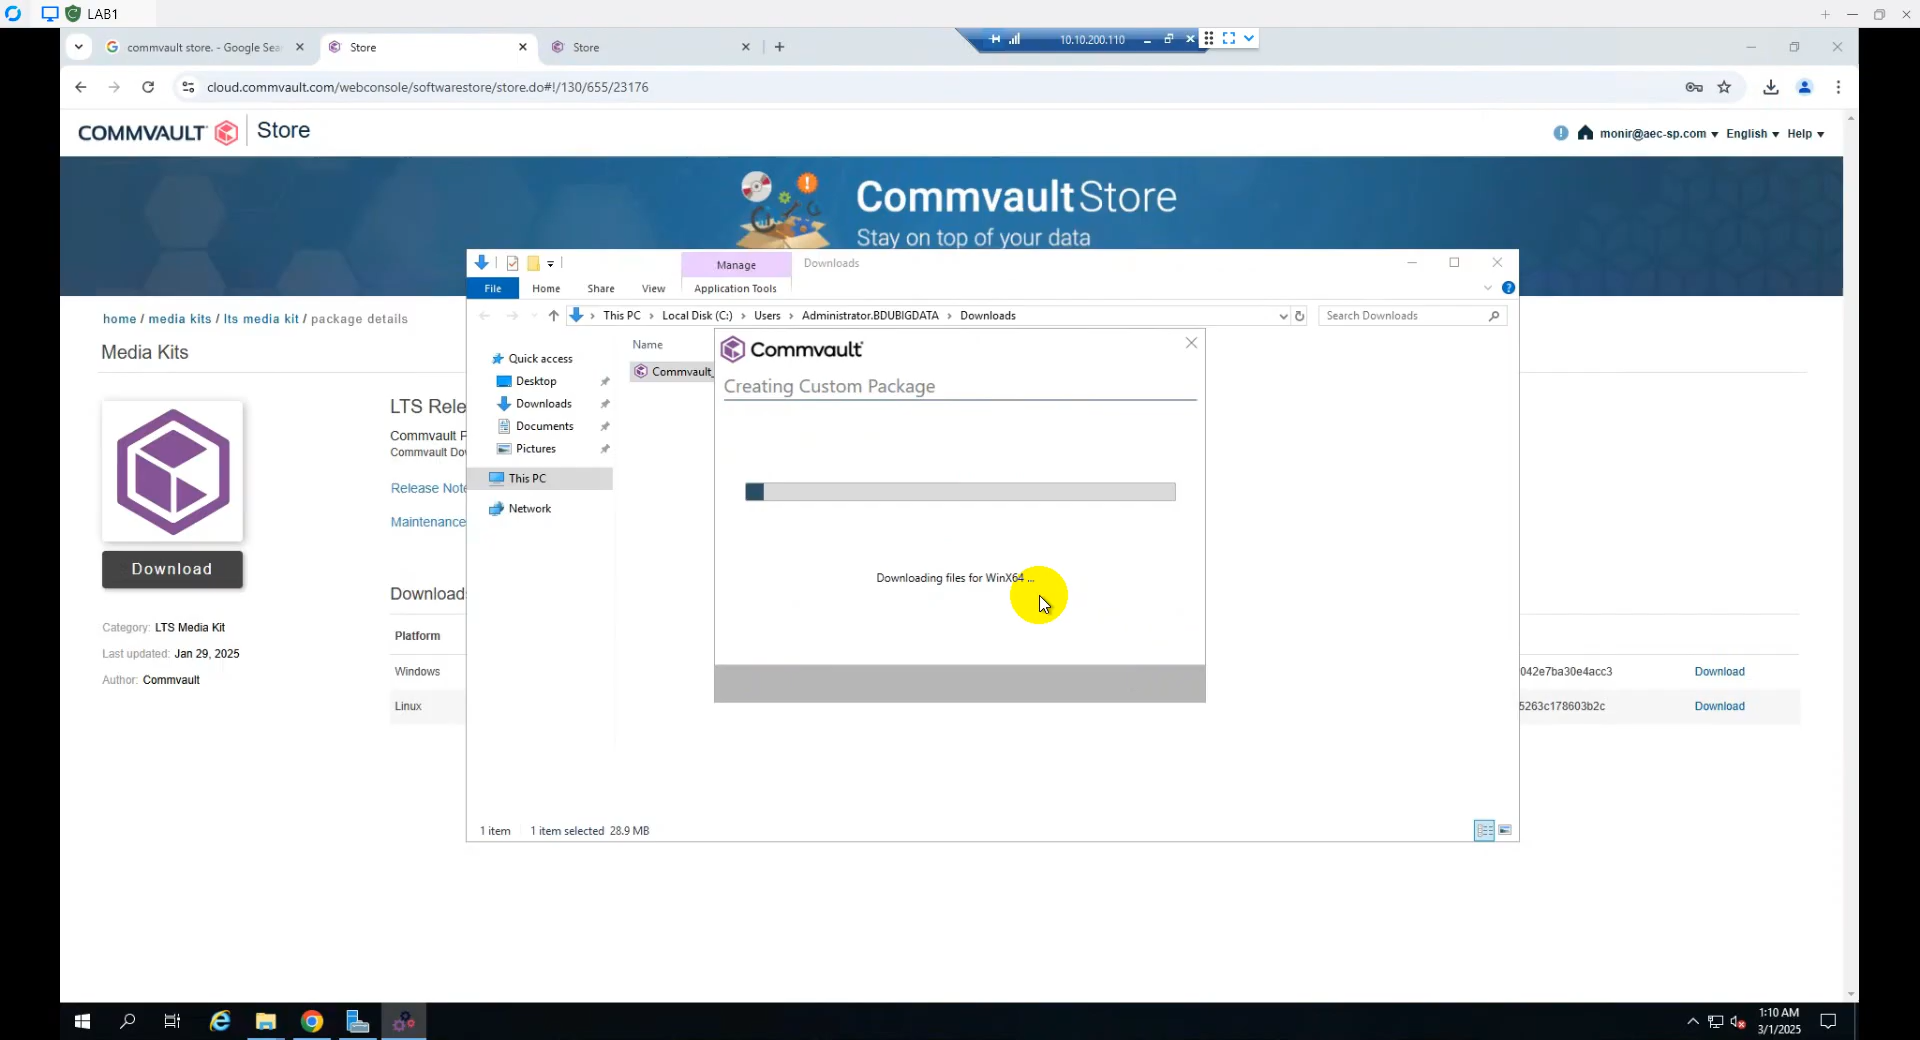 LAB1
commvault store. - Google Sea
Store
Store
10.10.200.110
cloud.commvault.com/webconsole/softwarestore/store.do#!/130/655/23176
COMMVAULT Store
monir@aec-sp.com English Help
Commvault Store
Stay on top of your data
Manage Downloads
File Home Share View Application Tools
This PC Local Disk (C:) Users Administrator.BDUBIGDATA Downloads
Search Downloads
home / media kits / lts media kit / package details
Media Kits
Quick access
Desktop
Downloads
Documents
Pictures
This PC
Network
Name
Commvault_
Commvault
Creating Custom Package
Downloading files for WinX64 ...
LTS Rele
Commvault P
Commvault Dow
Release Note
Maintenance
Download
Category: LTS Media Kit
Last updated: Jan 29, 2025
Author: Commvault
Download
Platform
Windows 042e7ba30e4acc3 Download
Linux 5263c178603b2c Download
1 item 1 item selected 28.9 MB
1:10 AM
3/1/2025